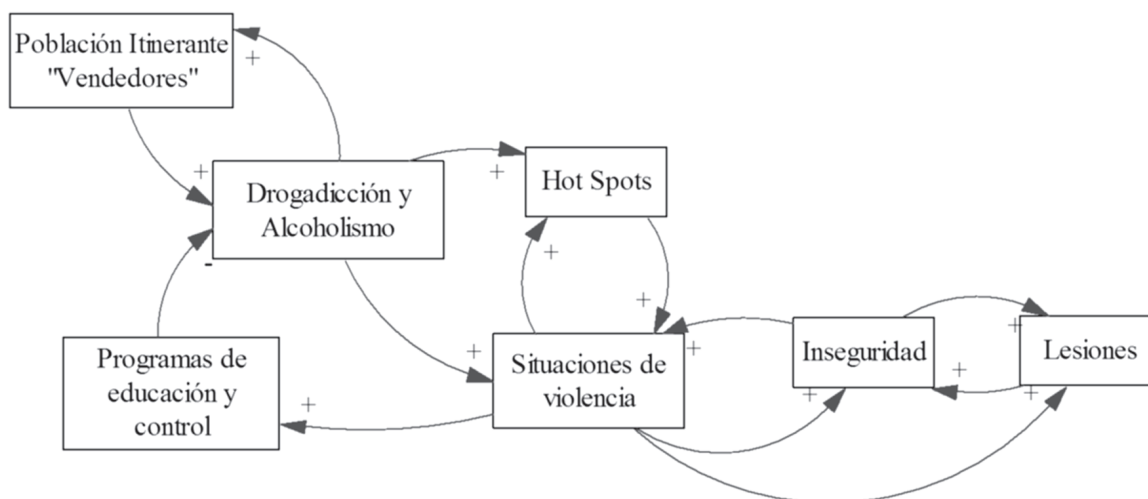 Población Itinerante
"Vendedores"
+
+
Drogadicción y
Alcoholismo
+
Hot Spots
-
+
+
+
Programas de
educación y
control
+
Situaciones de
violencia
+
Inseguridad
+
+
Lesiones
+
+